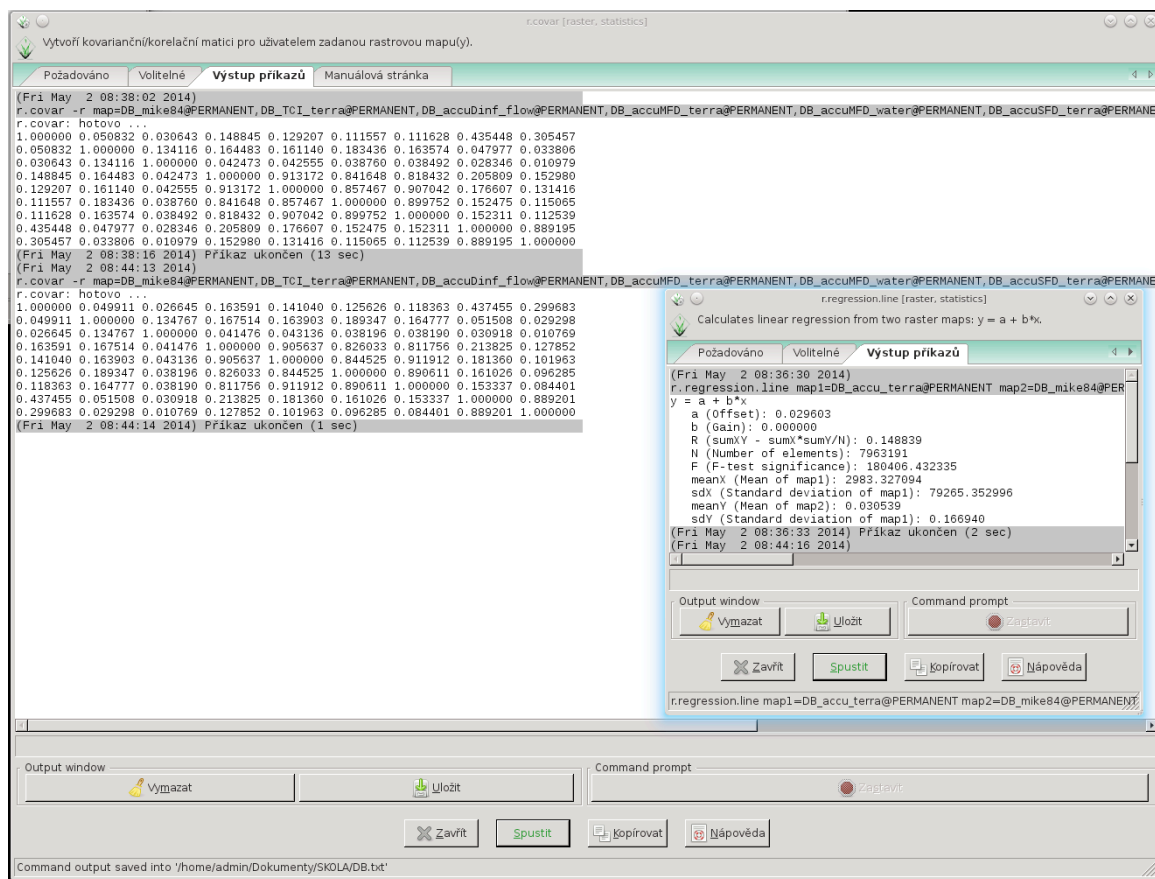 r.covar [raster, statistics]
Vytvoří kovarianční/korelační matici pro uživatelem zadanou rastrovou mapu(y).
Požadováno Volitelné Výstup příkazů Manuálová stránka
(Fri May  2 08:38:02 2014)
r.covar -r map=DB_mike84@PERMANENT,DB_TCI_terra@PERMANENT,DB_accuDinf_flow@PERMANENT,DB_accuMFD_terra@PERMANENT,DB_accuMFD_water@PERMANENT,DB_accuSFD_terra@PERMANE
r.covar: hotovo ...
1.000000 0.050832 0.030643 0.148845 0.129207 0.111557 0.111628 0.435448 0.305457
0.050832 1.000000 0.134116 0.164483 0.161140 0.183436 0.163574 0.047977 0.033806
0.030643 0.134116 1.000000 0.042473 0.042555 0.038760 0.038492 0.028346 0.010979
0.148845 0.164483 0.042473 1.000000 0.913172 0.841648 0.818432 0.205809 0.152980
0.129207 0.161140 0.042555 0.913172 1.000000 0.857467 0.907042 0.176607 0.131416
0.111557 0.183436 0.038760 0.841648 0.857467 1.000000 0.899752 0.152475 0.115065
0.111628 0.163574 0.038492 0.818432 0.907042 0.899752 1.000000 0.152311 0.112539
0.435448 0.047977 0.028346 0.205809 0.176607 0.152475 0.152311 1.000000 0.889195
0.305457 0.033806 0.010979 0.152980 0.131416 0.115065 0.112539 0.889195 1.000000
(Fri May  2 08:38:16 2014) Příkaz ukončen (13 sec)
(Fri May  2 08:44:13 2014)
r.covar -r map=DB_mike84@PERMANENT,DB_TCI_terra@PERMANENT,DB_accuDinf_flow@PERMANENT,DB_accuMFD_terra@PERMANENT,DB_accuMFD_water@PERMANENT,DB_accuSFD_terra@PERMANE
r.covar: hotovo ...
1.000000 0.049911 0.026645 0.163591 0.141040 0.125626 0.118363 0.437455 0.299683
0.049911 1.000000 0.134767 0.167514 0.163903 0.189347 0.164777 0.051508 0.029298
0.026645 0.134767 1.000000 0.041476 0.043136 0.038196 0.038190 0.030918 0.010769
0.163591 0.167514 0.041476 1.000000 0.905637 0.826033 0.811756 0.213825 0.127852
0.141040 0.163903 0.043136 0.905637 1.000000 0.844525 0.911912 0.181360 0.101963
0.125626 0.189347 0.038196 0.826033 0.844525 1.000000 0.890611 0.161026 0.096285
0.118363 0.164777 0.038190 0.811756 0.911912 0.890611 1.000000 0.153337 0.084401
0.437455 0.051508 0.030918 0.213825 0.181360 0.161026 0.153337 1.000000 0.889201
0.299683 0.029298 0.010769 0.127852 0.101963 0.096285 0.084401 0.889201 1.000000
(Fri May  2 08:44:14 2014) Příkaz ukončen (1 sec)
r.regression.line [raster, statistics]
Calculates linear regression from two raster maps: y = a + b*x.
Požadováno Volitelné Výstup příkazů
(Fri May  2 08:36:30 2014)
r.regression.line map1=DB_accu_terra@PERMANENT map2=DB_mike84@PER
y = a + b*x
a (Offset): 0.029603
b (Gain): 0.000000
R (sumXY - sumX*sumY/N): 0.148839
N (Number of elements): 7963191
F (F-test significance): 180406.432335
meanX (Mean of map1): 2983.327094
sdX (Standard deviation of map1): 79265.352996
meanY (Mean of map2): 0.030539
sdY (Standard deviation of map1): 0.166940
(Fri May  2 08:36:33 2014) Příkaz ukončen (2 sec)
(Fri May  2 08:44:16 2014)
Output window Command prompt
Vymazat Uložit Zastavit
Zavřít Spustit Kopírovat Nápověda
r.regression.line map1=DB_accu_terra@PERMANENT map2=DB_mike84@PERMANENT
Output window Command prompt
Vymazat Uložit Zastavit
Zavřít Spustit Kopírovat Nápověda
Command output saved into '/home/admin/Dokumenty/SKOLA/DB.txt'